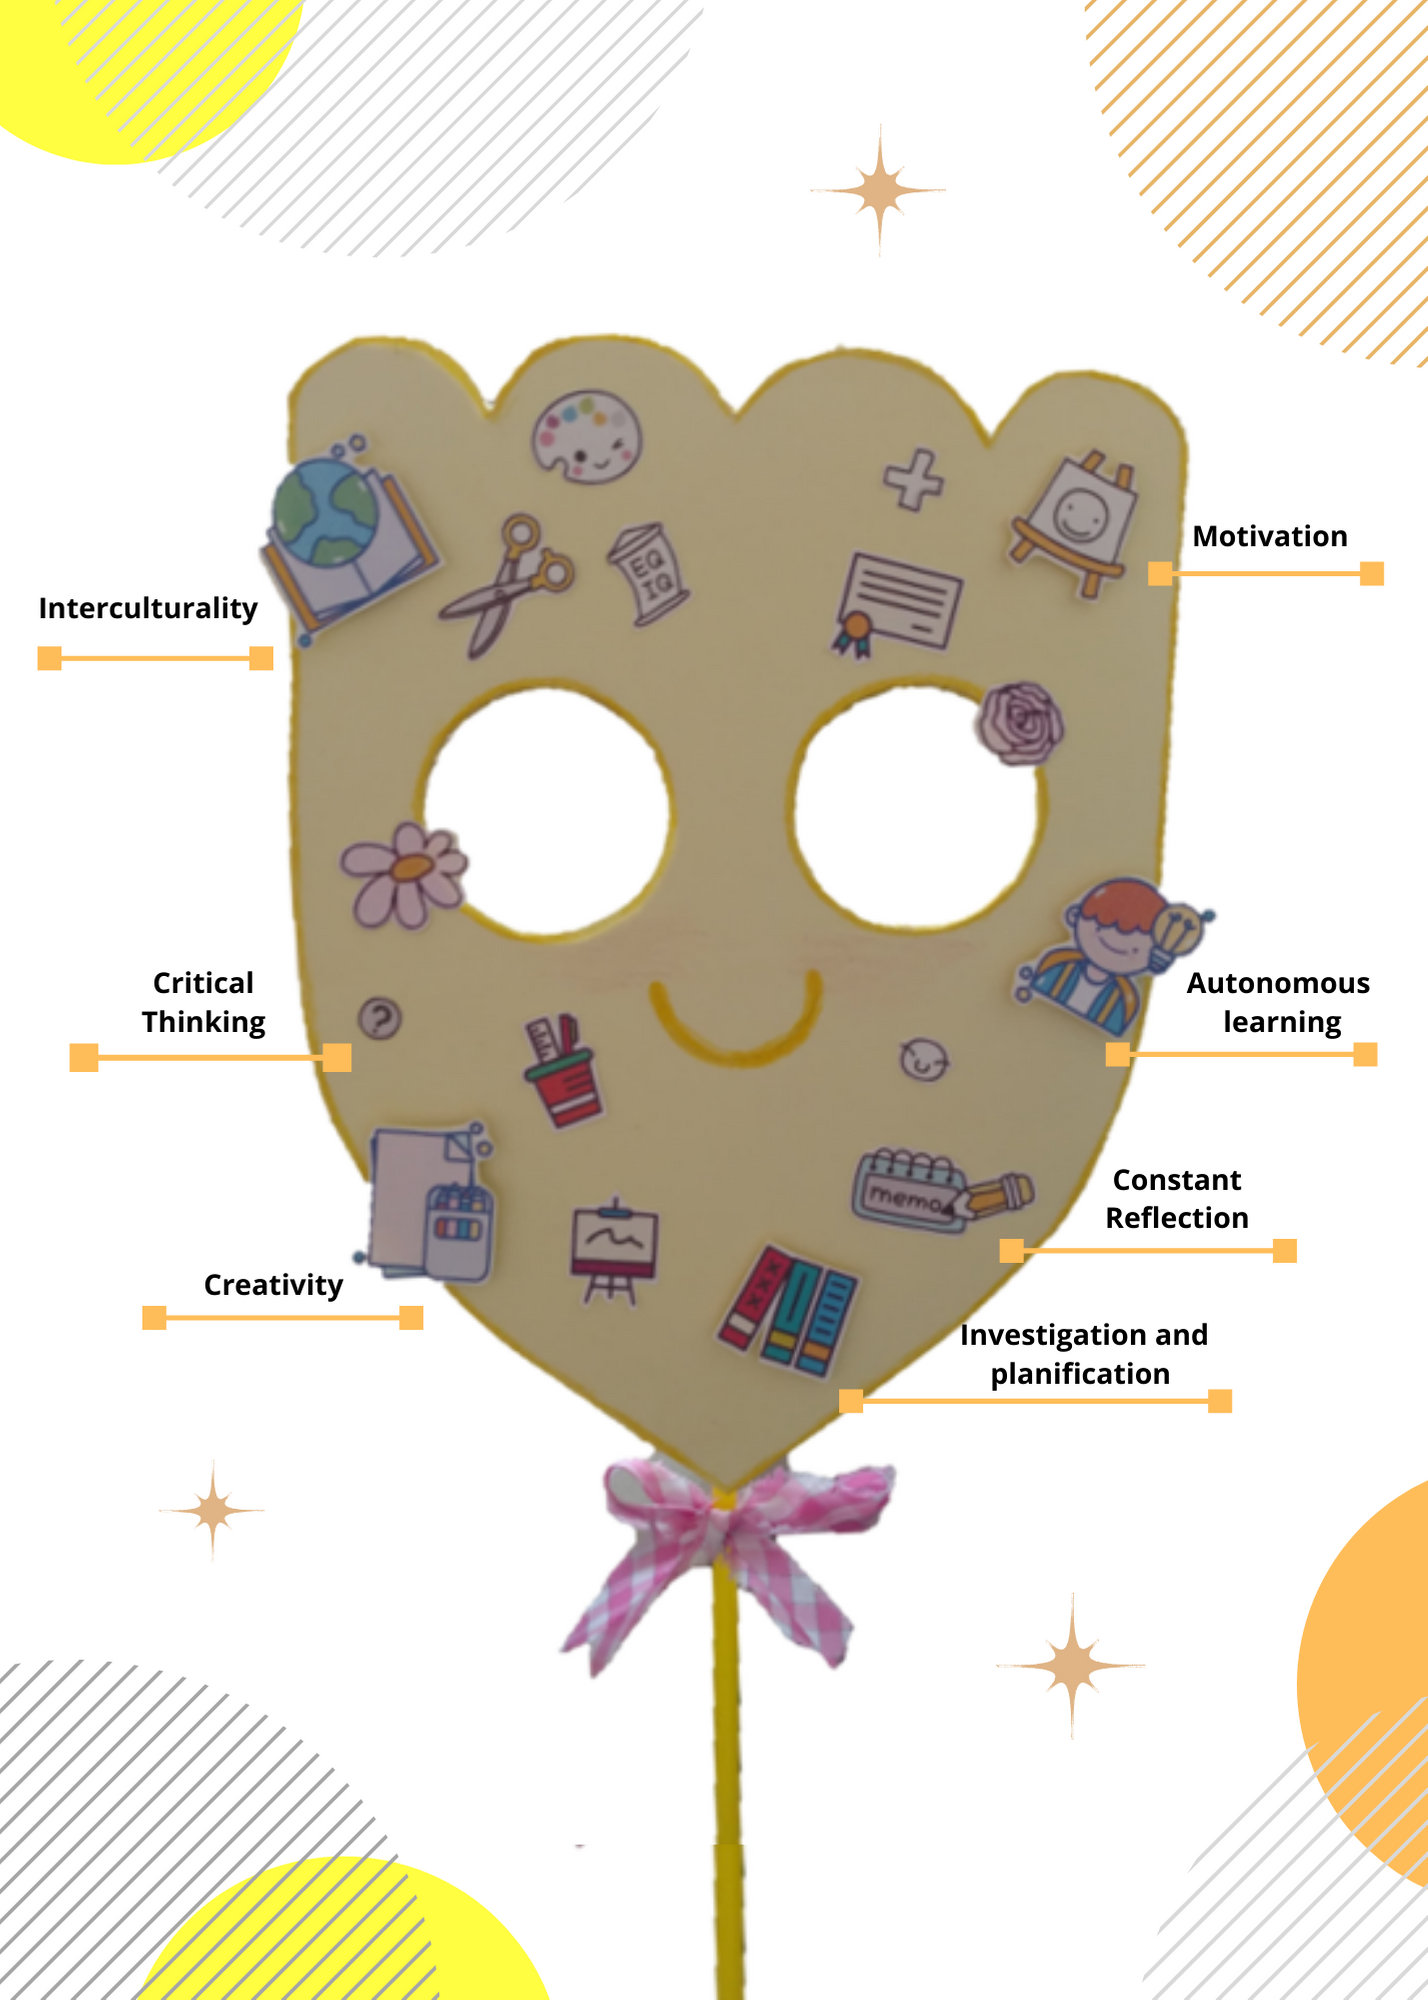 EQ
IQ
Motivation
Interculturality
Critical
Thinking
?
Autonomous
learning
memo
Constant
Reflection
Creativity
Investigation and
planification